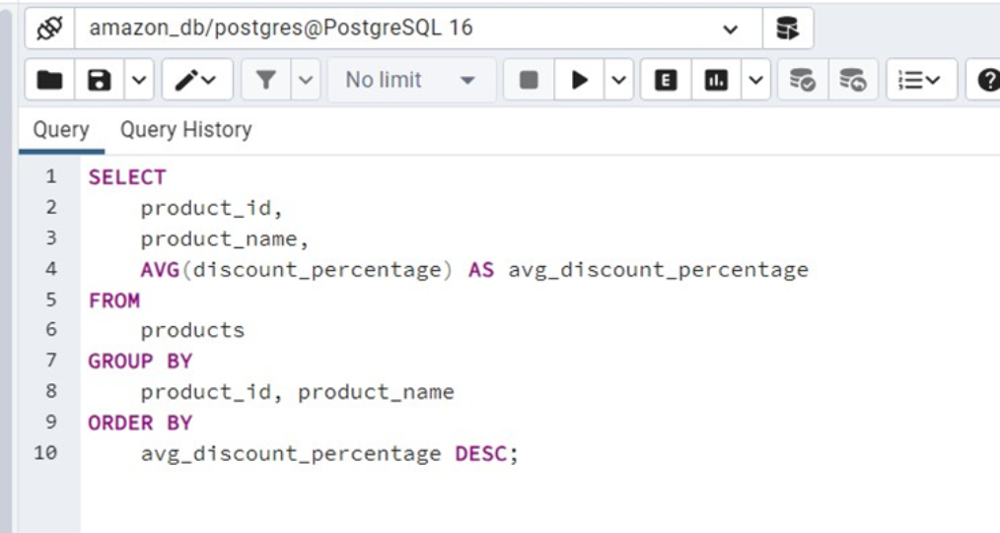 amazon_db/postgres@PostgreSQL 16
No limit
E
?
Query Query History
1 SELECT
2 product_id,
3 product_name,
4 AVG(discount_percentage) AS avg_discount_percentage
5 FROM
6 products
7 GROUP BY
8 product_id, product_name
9 ORDER BY
10 avg_discount_percentage DESC;